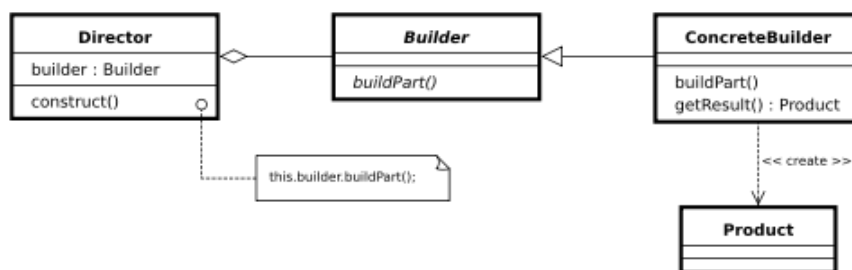 Director
builder : Builder
construct()
this.builder.buildPart();
Builder
buildPart()
ConcreteBuilder
buildPart()
getResult() : Product
<< create >>
Product